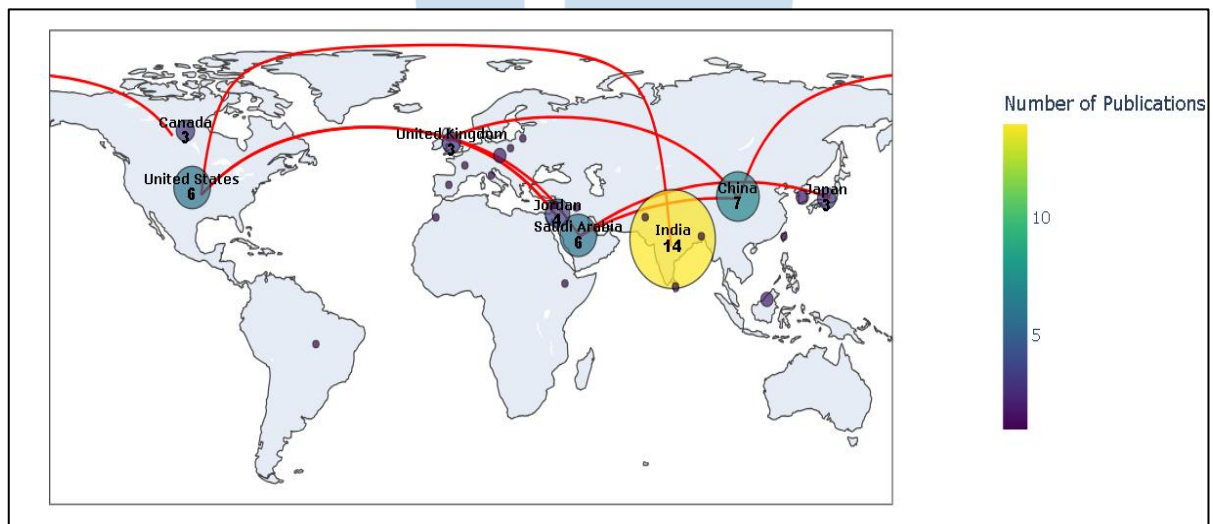 Number of Publications
Canada
3
United Kingdom
3
United States
6
China
7
Japan
3
Jordan
4
Saudi Arabia
6
India
14
10
5